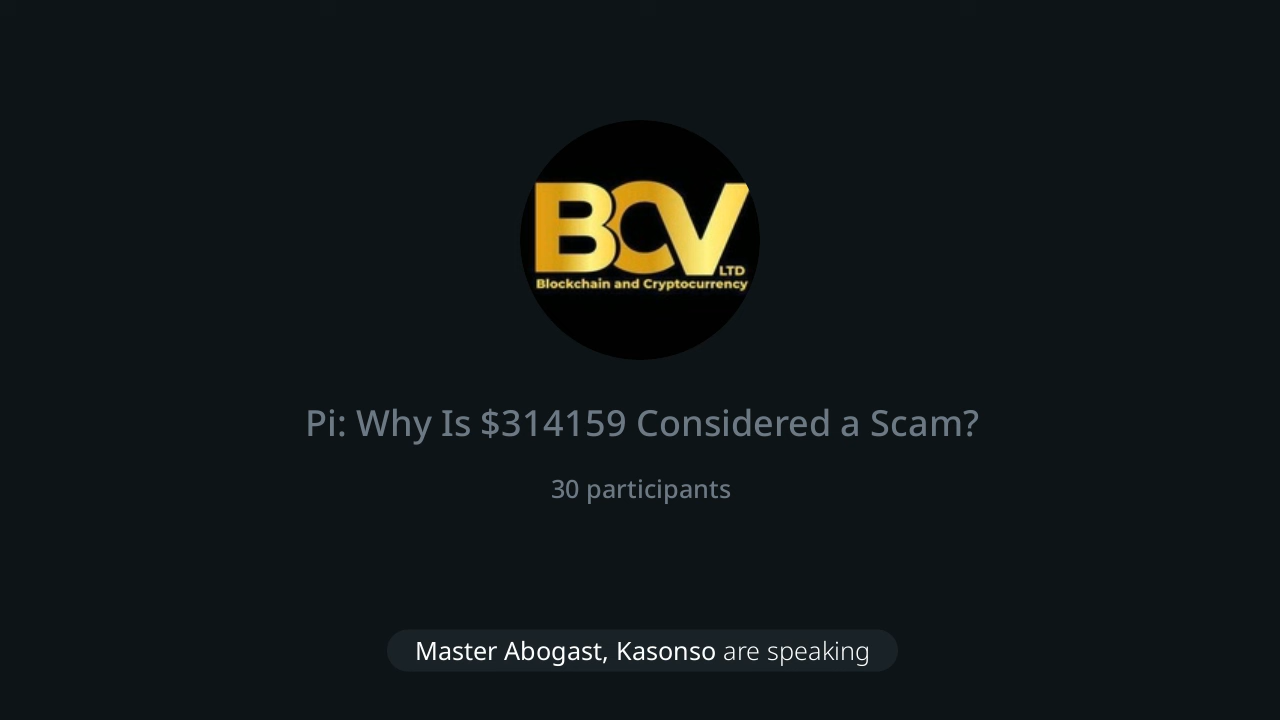 BCV
LTD
Blockchain and Cryptocurrency
Pi: Why Is $314159 Considered a Scam?
30 participants
Master Abogast, Kasonso are speaking